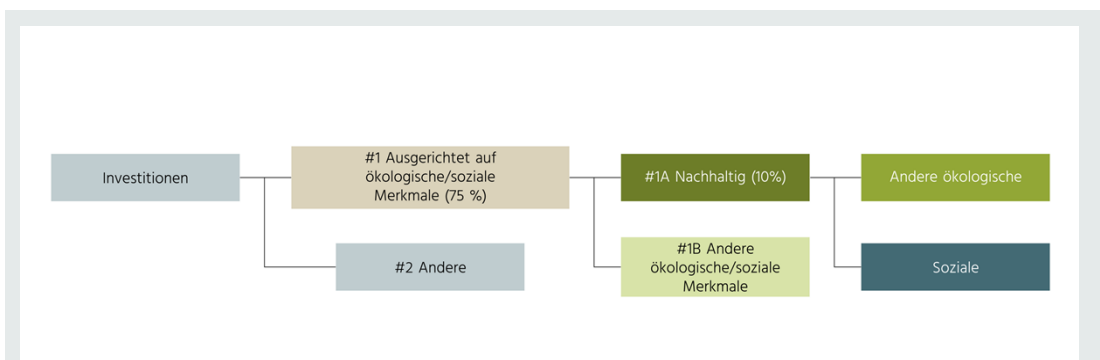 Investitionen
#1 Ausgerichtet auf
ökologische/soziale
Merkmale (75 %)
#1A Nachhaltig (10%)
Andere ökologische
#2 Andere
#1B Andere
ökologische/soziale
Merkmale
Soziale